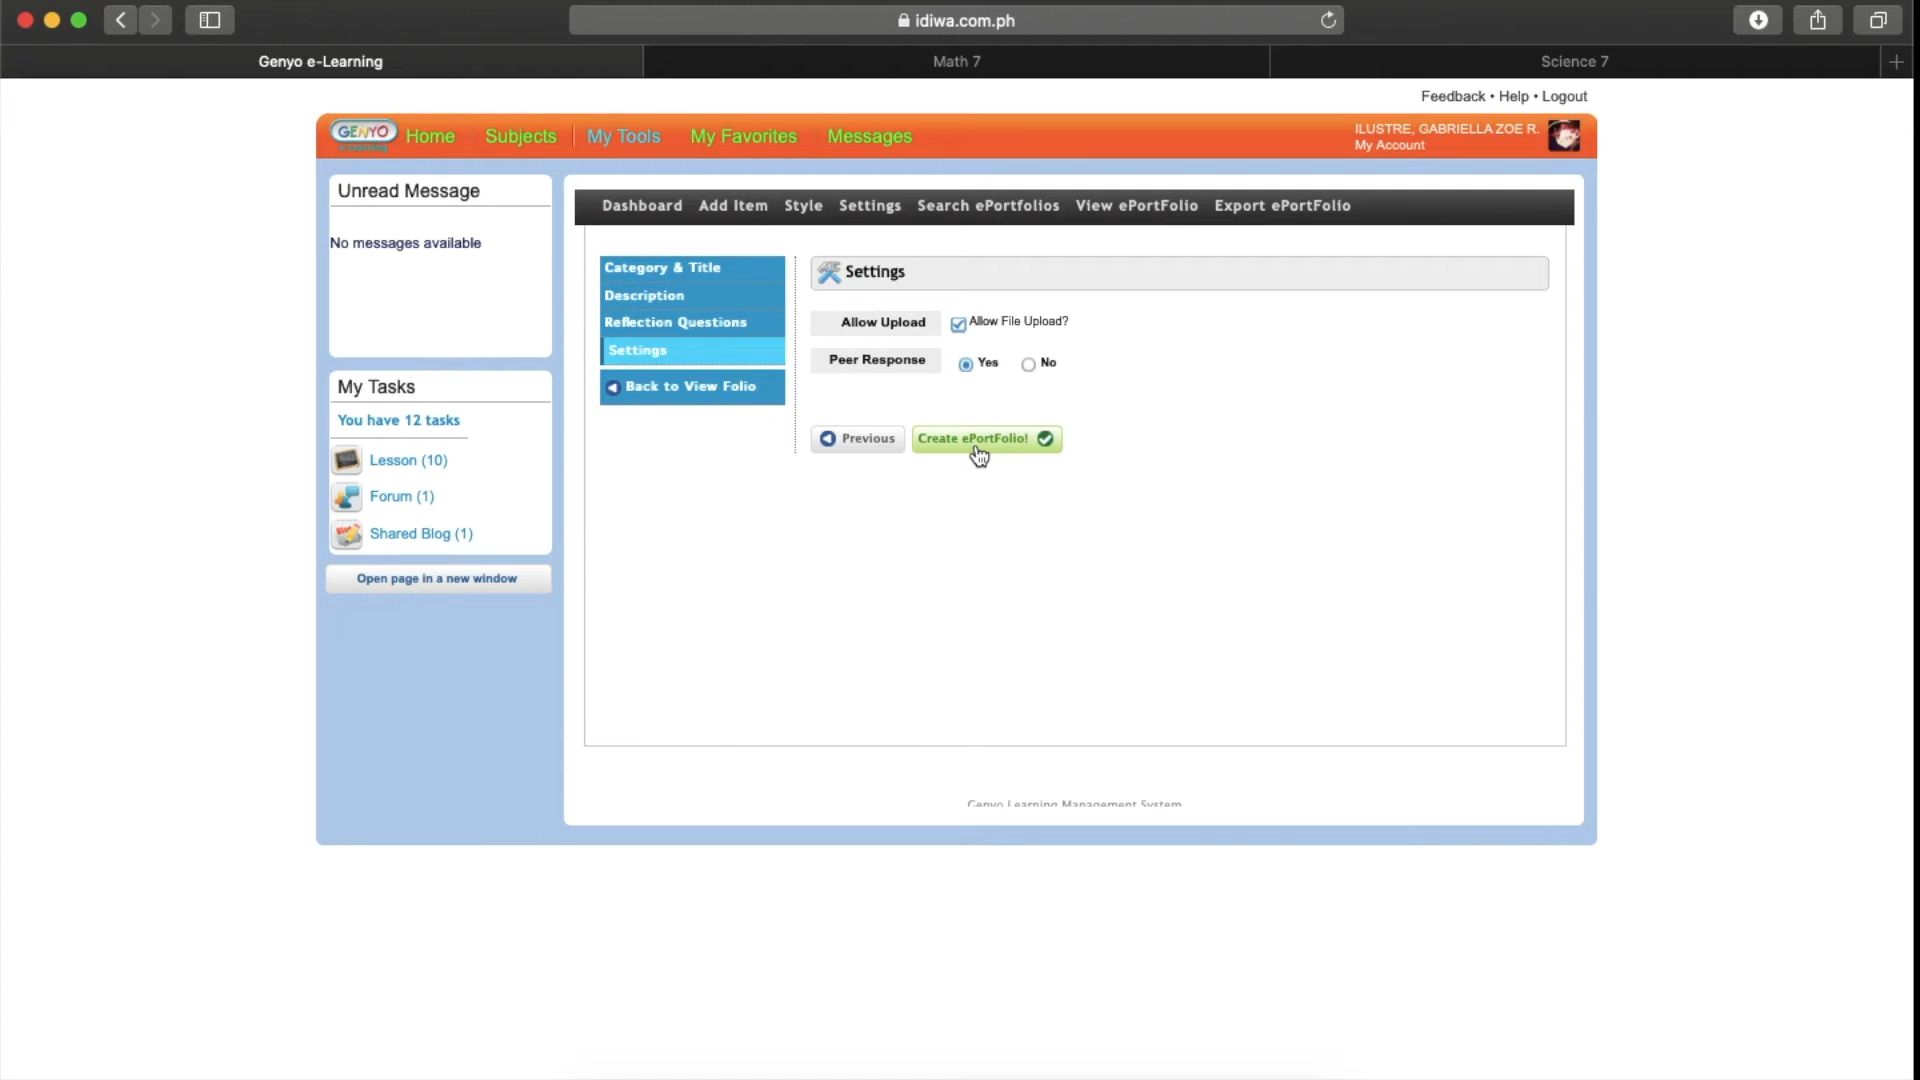 idiwa.com.ph
Genyo e-Learning
Math 7
Science 7
Feedback • Help • Logout
GENYO
Home
Subjects
My Tools
My Favorites
Messages
ILUSTRE, GABRIELLA ZOE R.
My Account
Unread Message
No messages available
My Tasks
You have 12 tasks
Lesson (10)
Forum (1)
Shared Blog (1)
Open page in a new window
Dashboard
Add Item
Style
Settings
Search ePortfolios
View ePortFolio
Export ePortFolio
Category & Title
Description
Reflection Questions
Settings
Back to View Folio
Settings
Allow Upload
Allow File Upload?
Peer Response
Yes
No
Previous
Create ePortFolio!
Genyo Learning Management System